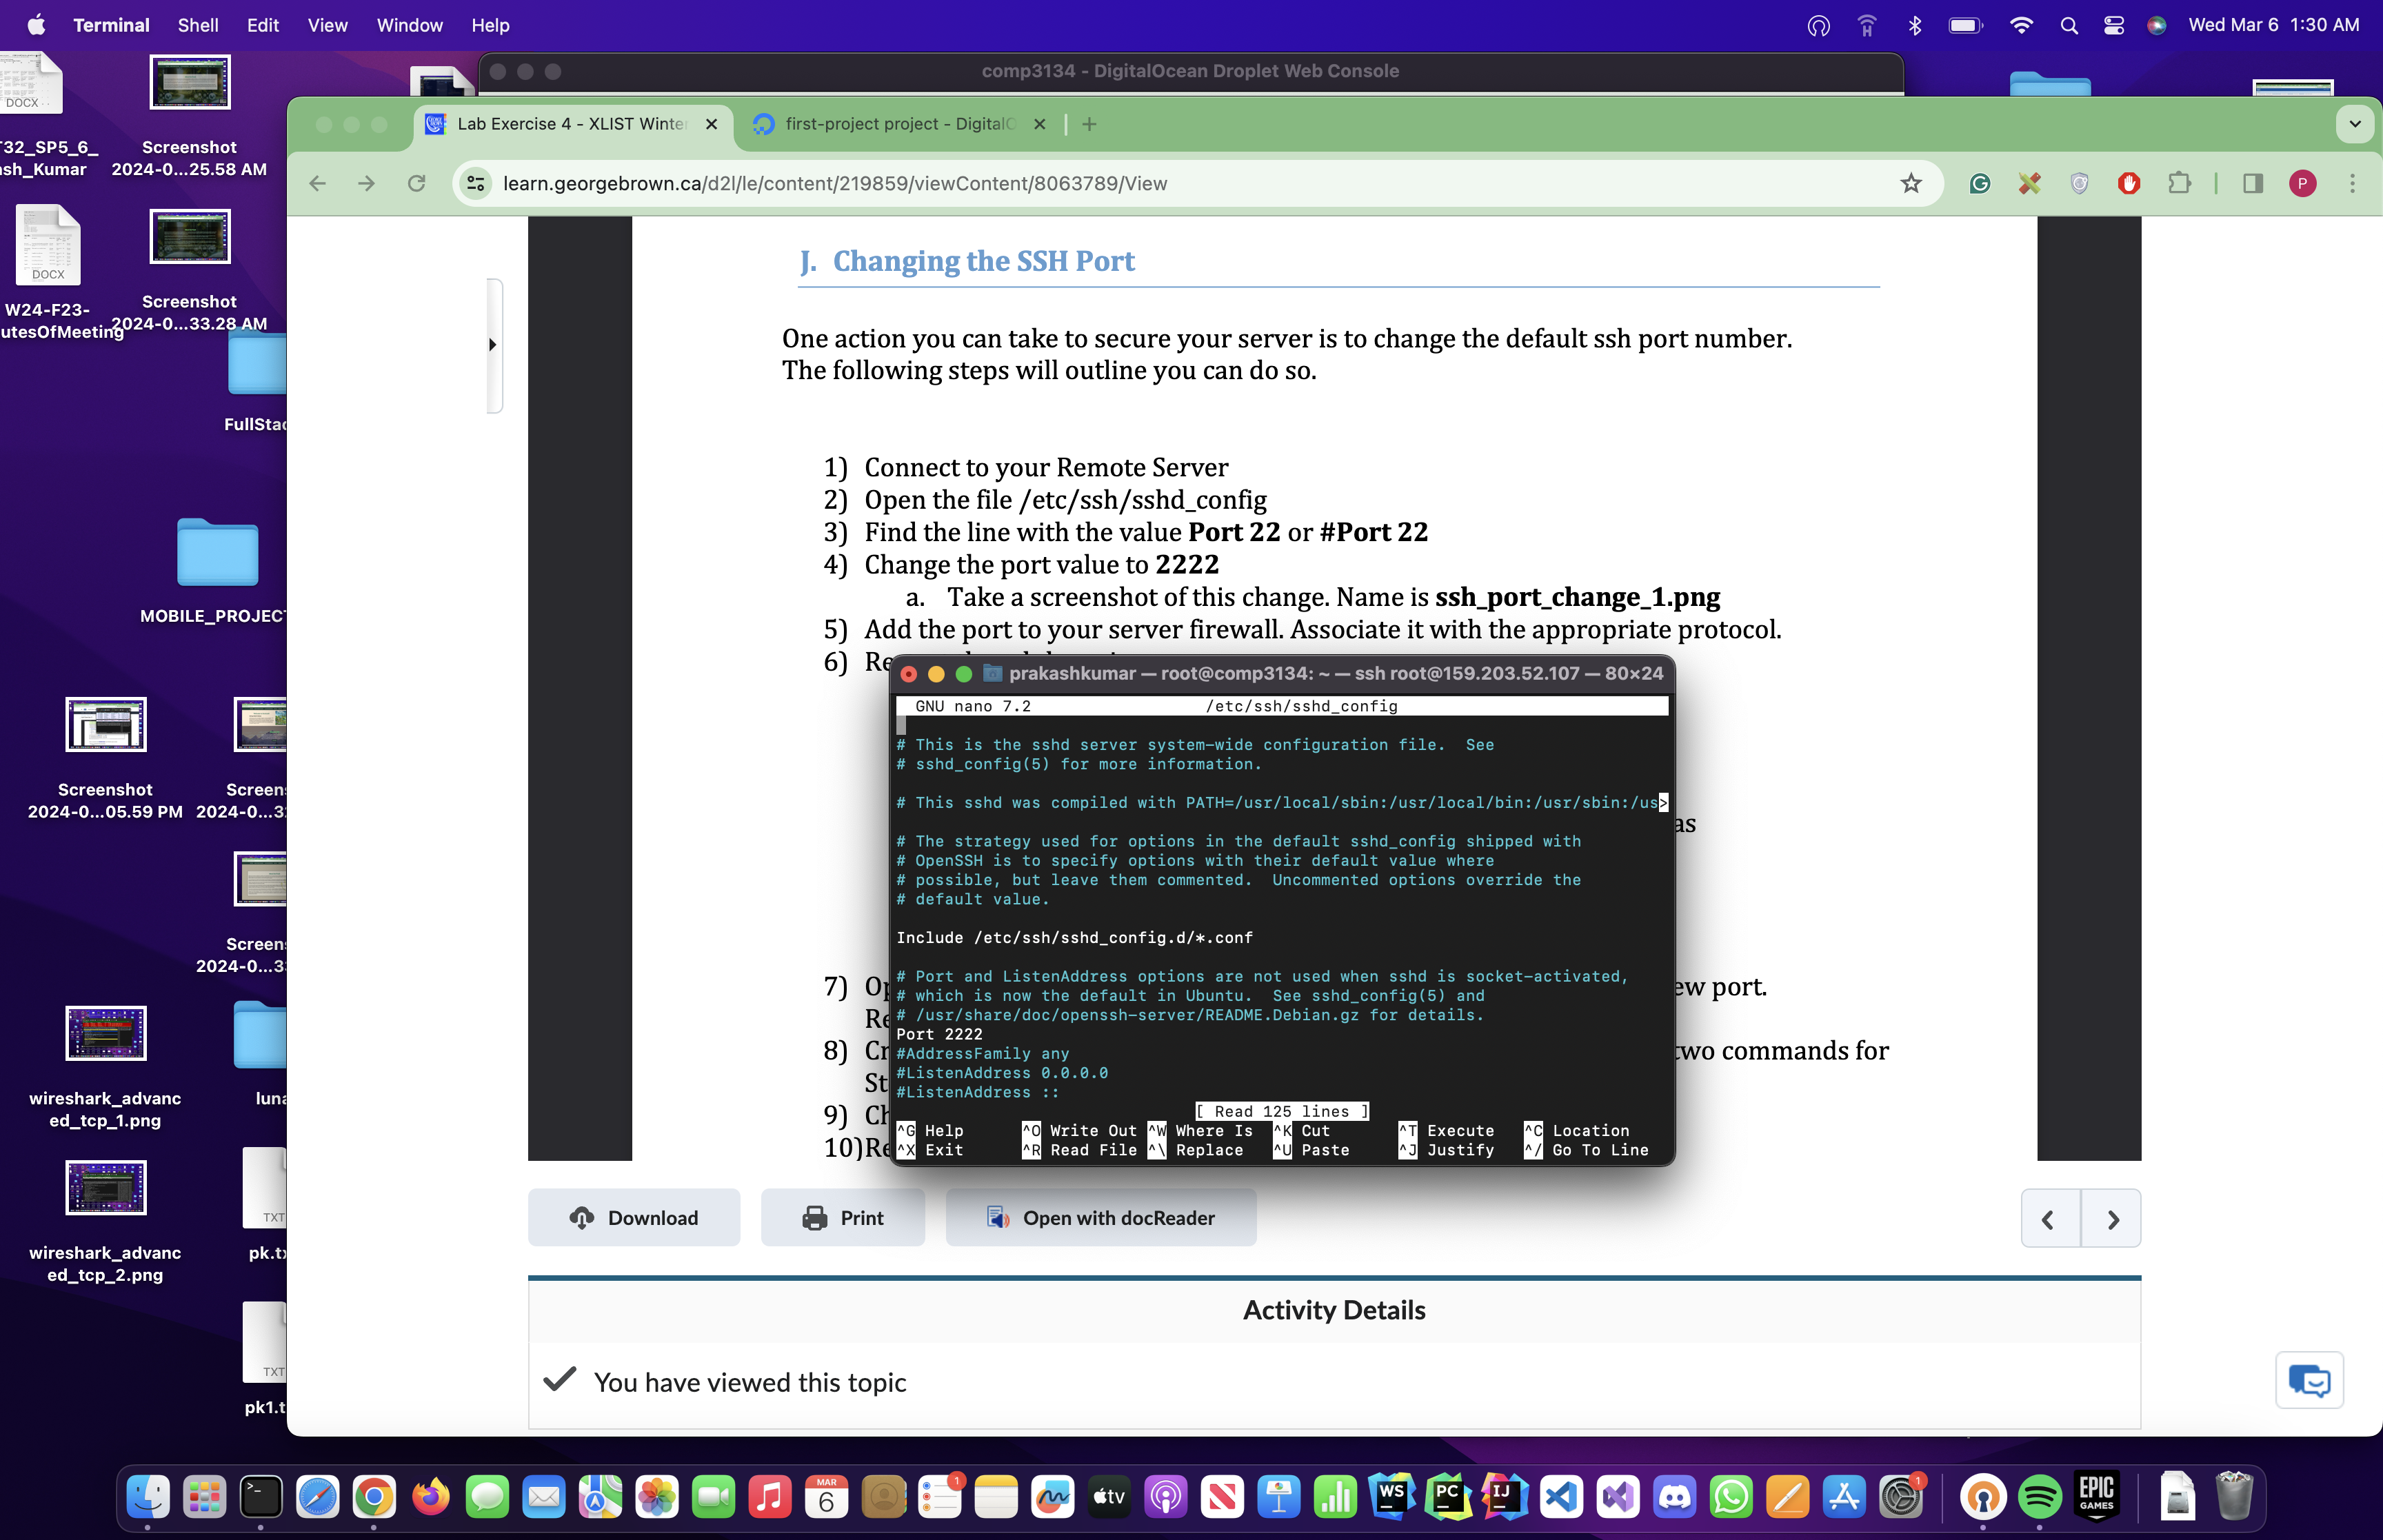 Terminal Shell Edit View Window Help
Wed Mar 6 1:30 AM
comp3134 - DigitalOcean Droplet Web Console
Lab Exercise 4 - XLIST Winte
first-project project - Digital
learn.georgebrown.ca/d2l/le/content/219859/viewContent/8063789/View
P
DOCX
T32_SP5_6_
ash_Kumar
Screenshot
2024-0...25.58 AM
DOCX
W24-F23-
utesOfMeeting
Screenshot
2024-0...33.28 AM
FullStac
MOBILE_PROJECT
Screenshot
2024-0...05.59 PM
Screen
2024-0...3
Screen
2024-0...3
wireshark_advanc
ed_tcp_1.png
luna
wireshark_advanc
ed_tcp_2.png
TXT
pk.tx
TXT
pk1.t
J. Changing the SSH Port
One action you can take to secure your server is to change the default ssh port number.
The following steps will outline you can do so.
1) Connect to your Remote Server
2) Open the file /etc/ssh/sshd_config
3) Find the line with the value Port 22 or #Port 22
4) Change the port value to 2222
a. Take a screenshot of this change. Name is ssh_port_change_1.png
5) Add the port to your server firewall. Associate it with the appropriate protocol.
6) Re
as
7) Op
ew port.
Re
8) Cr
two commands for
St
9) Ch
10)Re
prakashkumar — root@comp3134: ~ — ssh root@159.203.52.107 — 80×24
GNU nano 7.2 /etc/ssh/sshd_config
# This is the sshd server system-wide configuration file.  See
# sshd_config(5) for more information.
# This sshd was compiled with PATH=/usr/local/sbin:/usr/local/bin:/usr/sbin:/us>
# The strategy used for options in the default sshd_config shipped with
# OpenSSH is to specify options with their default value where
# possible, but leave them commented.  Uncommented options override the
# default value.
Include /etc/ssh/sshd_config.d/*.conf
# Port and ListenAddress options are not used when sshd is socket-activated,
# which is now the default in Ubuntu.  See sshd_config(5) and
# /usr/share/doc/openssh-server/README.Debian.gz for details.
Port 2222
#AddressFamily any
#ListenAddress 0.0.0.0
#ListenAddress ::
[ Read 125 lines ]
^G Help ^O Write Out ^W Where Is ^K Cut ^T Execute ^C Location
^X Exit ^R Read File ^\ Replace ^U Paste ^J Justify ^/ Go To Line
Download
Print
Open with docReader
Activity Details
You have viewed this topic
MAR
6
1
tv
WS
PC
IJ
1
EPIC
GAMES